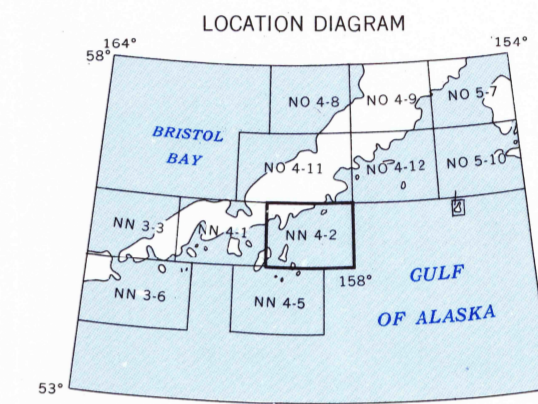 LOCATION DIAGRAM
164°
154°
58°
NO 4-8
NO 4-9
NO 5-7
BRISTOL
BAY
NO 4-11
NO 4-12
NO 5-10
NN 3-3
NN 4-1
NN 4-2
158°
GULF
OF ALASKA
NN 3-6
NN 4-5
53°